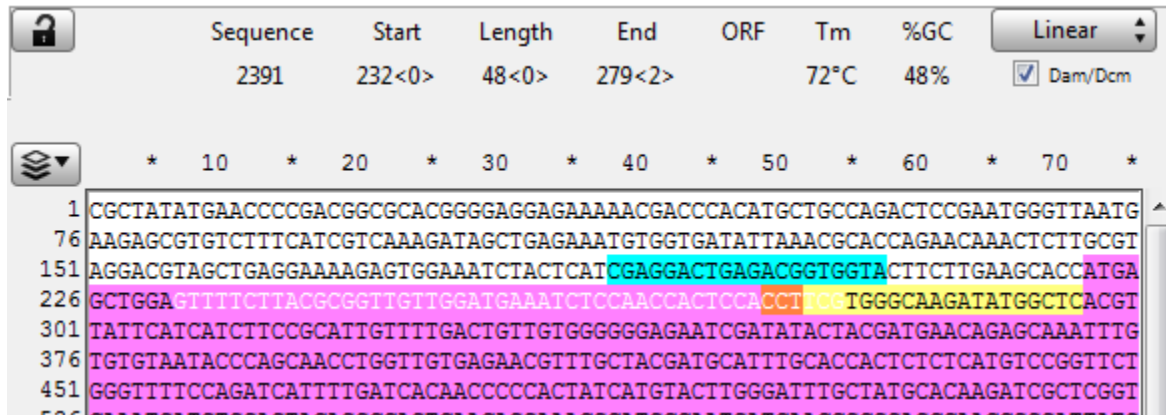 Sequence Start Length End ORF Tm %GC Linear
2391 232<0> 48<0> 279<2> 72°C 48% Dam/Dcm
* 10 * 20 * 30 * 40 * 50 * 60 * 70 *
1 CGCTATATGAACCCCGACGGCGCACGGGGAGGAGAAAAACGACCCACATGCTGCCAGACTCCGAATGGGTTAATG
76 AAGAGCGTGTCTTTCATCGTCAAAGATAGCTGAGAAATGTGGTGATATTAAACGCACCAGAACAAACTCTTGCGT
151 AGGACGTAGCTGAGGAAAAGAGTGGAAATCTACTCATCGAGGACTGAGACGGTGGTACTTCTTGAAGCACCATGA
226 GCTGGAGTTTTCTTACGCGGTTGTTGGATGAAATCTCCAACCACTCCACCTTCGTGGGCAAGATATGGCTCACGT
301 TATTCATCATCTTCCGCATTGTTTTGACTGTTGTGGGGGGAGAATCGATATACTACGATGAACAGAGCAAATTTG
376 TGTGTAATACCCAGCAACCTGGTTGTGAGAACGTTTGCTACGATGCATTTGCACCACTCTCTCATGTCCGGTTCT
451 GGGTTTTCCAGATCATTTTGATCACAACCCCCACTATCATGTACTTGGGATTTGCTATGCACAAGATCGCTCGGT